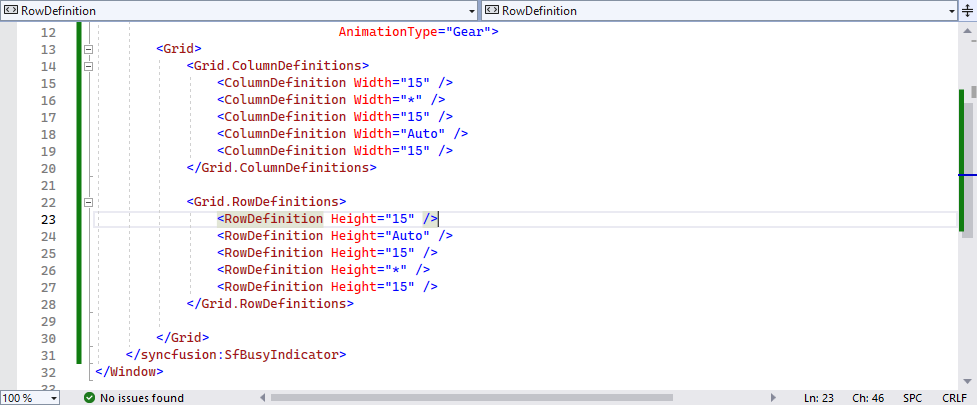 RowDefinition RowDefinition
12 AnimationType="Gear">
13 <Grid>
14 <Grid.ColumnDefinitions>
15 <ColumnDefinition Width="15" />
16 <ColumnDefinition Width="*" />
17 <ColumnDefinition Width="15" />
18 <ColumnDefinition Width="Auto" />
19 <ColumnDefinition Width="15" />
20 </Grid.ColumnDefinitions>
21
22 <Grid.RowDefinitions>
23 <RowDefinition Height="15" />
24 <RowDefinition Height="Auto" />
25 <RowDefinition Height="15" />
26 <RowDefinition Height="*" />
27 <RowDefinition Height="15" />
28 </Grid.RowDefinitions>
29
30 </Grid>
31 </syncfusion:SfBusyIndicator>
32 </Window>
33
100 % No issues found Ln: 23 Ch: 46 SPC CRLF